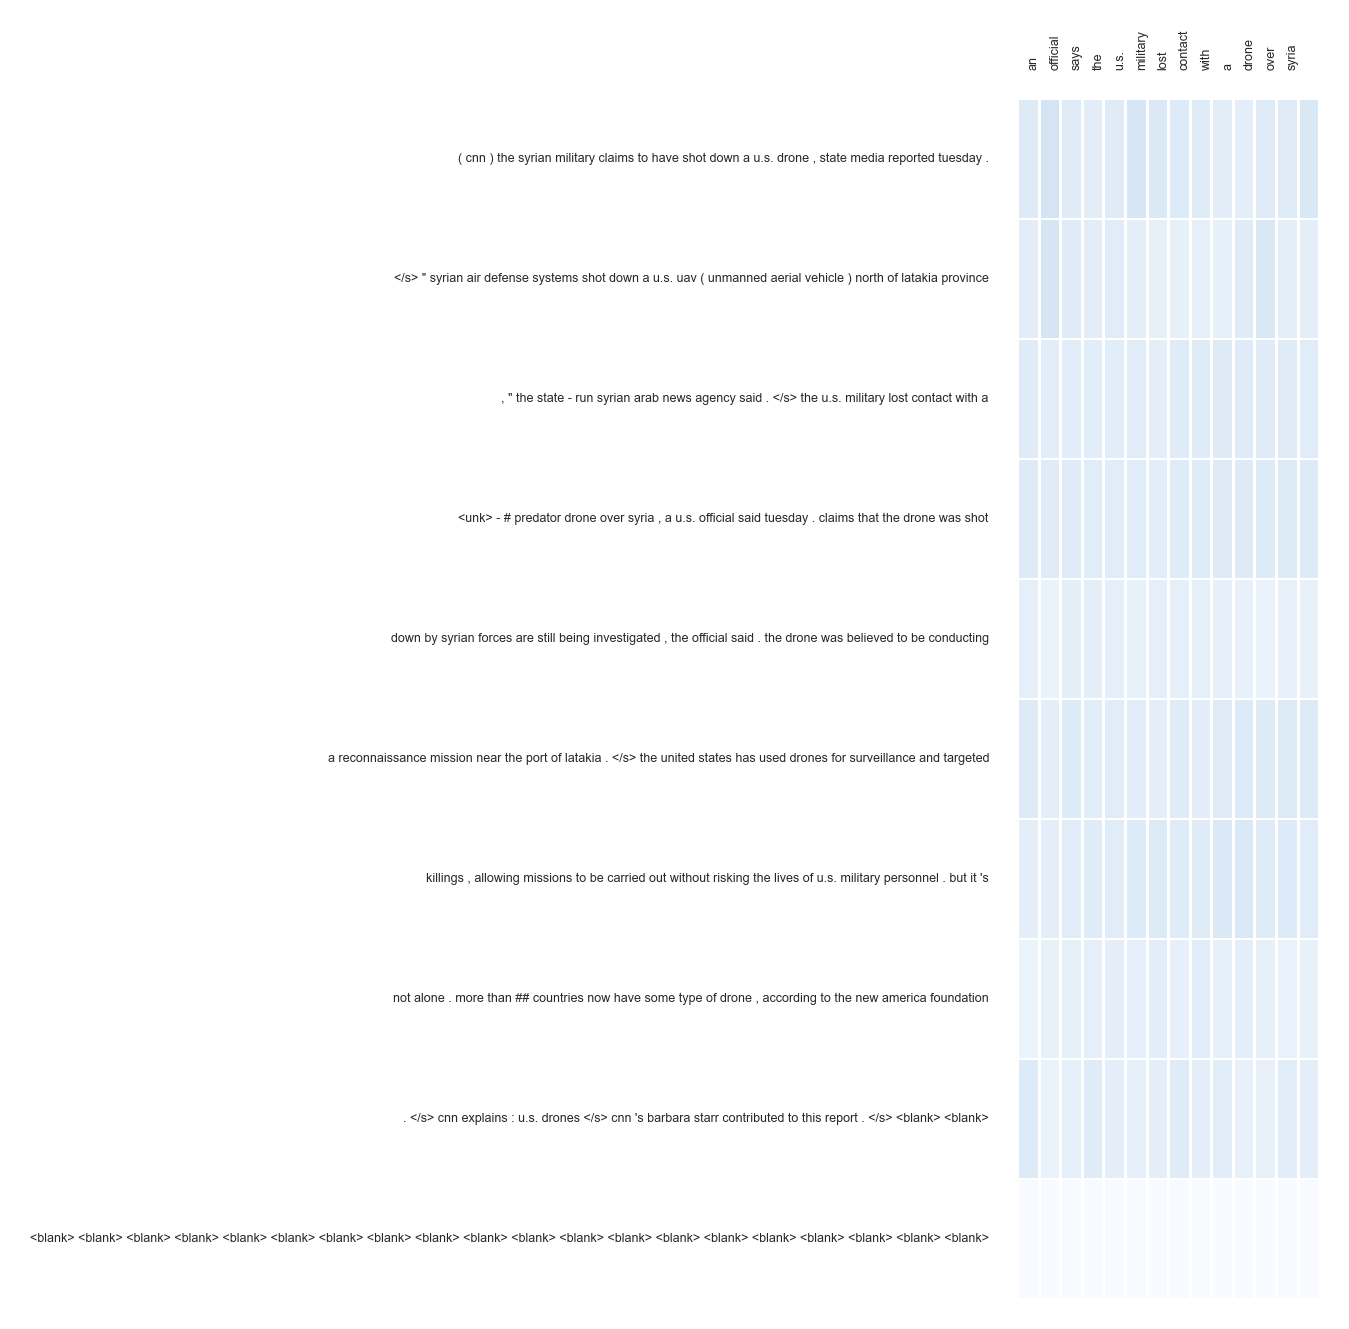 an official says the u.s. military lost contact with a drone over syria
( cnn ) the syrian military claims to have shot down a u.s. drone , state media reported tuesday .
</s> " syrian air defense systems shot down a u.s. uav ( unmanned aerial vehicle ) north of latakia province
, " the state - run syrian arab news agency said . </s> the u.s. military lost contact with a
<unk> - # predator drone over syria , a u.s. official said tuesday . claims that the drone was shot
down by syrian forces are still being investigated , the official said . the drone was believed to be conducting
a reconnaissance mission near the port of latakia . </s> the united states has used drones for surveillance and targeted
killings , allowing missions to be carried out without risking the lives of u.s. military personnel . but it 's
not alone . more than ## countries now have some type of drone , according to the new america foundation
. </s> cnn explains : u.s. drones </s> cnn 's barbara starr contributed to this report . </s> <blank> <blank>
<blank> <blank> <blank> <blank> <blank> <blank> <blank> <blank> <blank> <blank> <blank> <blank> <blank> <blank> <blank> <blank> <blank> <blank> <blank> <blank>